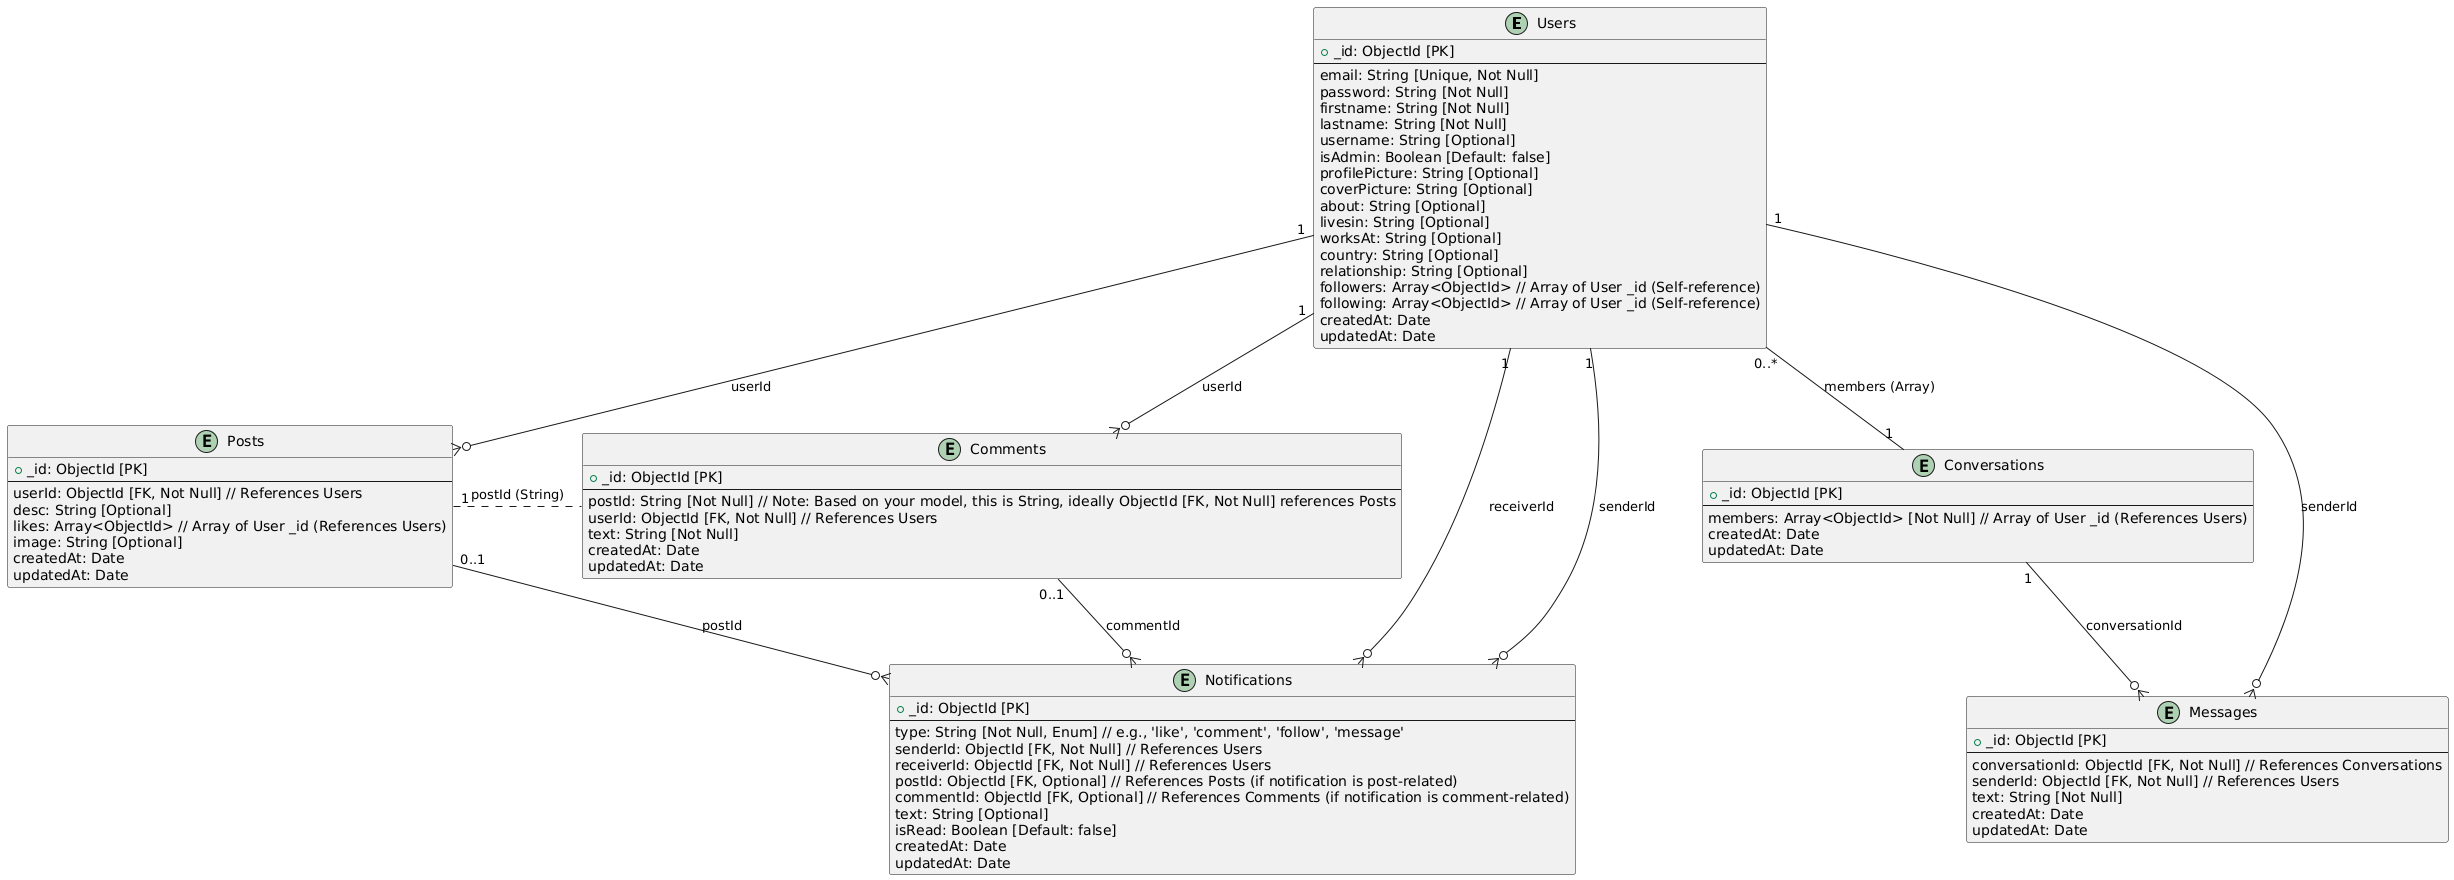 E Users
_id: ObjectId [PK]
email: String [Unique, Not Null]
password: String [Not Null]
firstname: String [Not Null]
lastname: String [Not Null]
username: String [Optional]
isAdmin: Boolean [Default: false]
profilePicture: String [Optional]
coverPicture: String [Optional]
about: String [Optional]
livesin: String [Optional]
worksAt: String [Optional]
country: String [Optional]
relationship: String [Optional]
followers: Array<ObjectId> // Array of User _id (Self-reference)
following: Array<ObjectId> // Array of User _id (Self-reference)
createdAt: Date
updatedAt: Date
1
1
1
1
1
0..*
userId
userId
members (Array)
1
receiverId
senderId
senderId
E Posts
_id: ObjectId [PK]
userId: ObjectId [FK, Not Null] // References Users
desc: String [Optional]
likes: Array<ObjectId> // Array of User _id (References Users)
image: String [Optional]
createdAt: Date
updatedAt: Date
1
postId (String)
0..1
E Comments
_id: ObjectId [PK]
postId: String [Not Null] // Note: Based on your model, this is String, ideally ObjectId [FK, Not Null] references Posts
userId: ObjectId [FK, Not Null] // References Users
text: String [Not Null]
createdAt: Date
updatedAt: Date
0..1
E Conversations
_id: ObjectId [PK]
members: Array<ObjectId> [Not Null] // Array of User _id (References Users)
createdAt: Date
updatedAt: Date
1
postId
commentId
conversationId
E Notifications
_id: ObjectId [PK]
type: String [Not Null, Enum] // e.g., 'like', 'comment', 'follow', 'message'
senderId: ObjectId [FK, Not Null] // References Users
receiverId: ObjectId [FK, Not Null] // References Users
postId: ObjectId [FK, Optional] // References Posts (if notification is post-related)
commentId: ObjectId [FK, Optional] // References Comments (if notification is comment-related)
text: String [Optional]
isRead: Boolean [Default: false]
createdAt: Date
updatedAt: Date
E Messages
_id: ObjectId [PK]
conversationId: ObjectId [FK, Not Null] // References Conversations
senderId: ObjectId [FK, Not Null] // References Users
text: String [Not Null]
createdAt: Date
updatedAt: Date